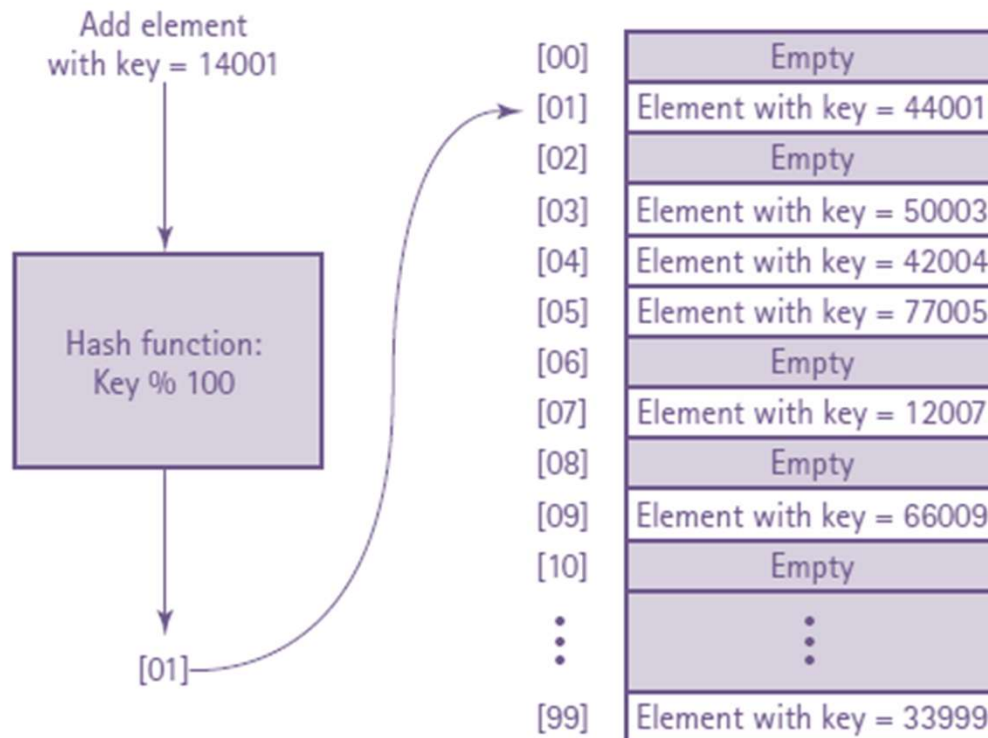 Add element
with key = 14001
Hash function:
Key % 100
[01]
[00] Empty
[01] Element with key = 44001
[02] Empty
[03] Element with key = 50003
[04] Element with key = 42004
[05] Element with key = 77005
[06] Empty
[07] Element with key = 12007
[08] Empty
[09] Element with key = 66009
[10] Empty
[99] Element with key = 33999